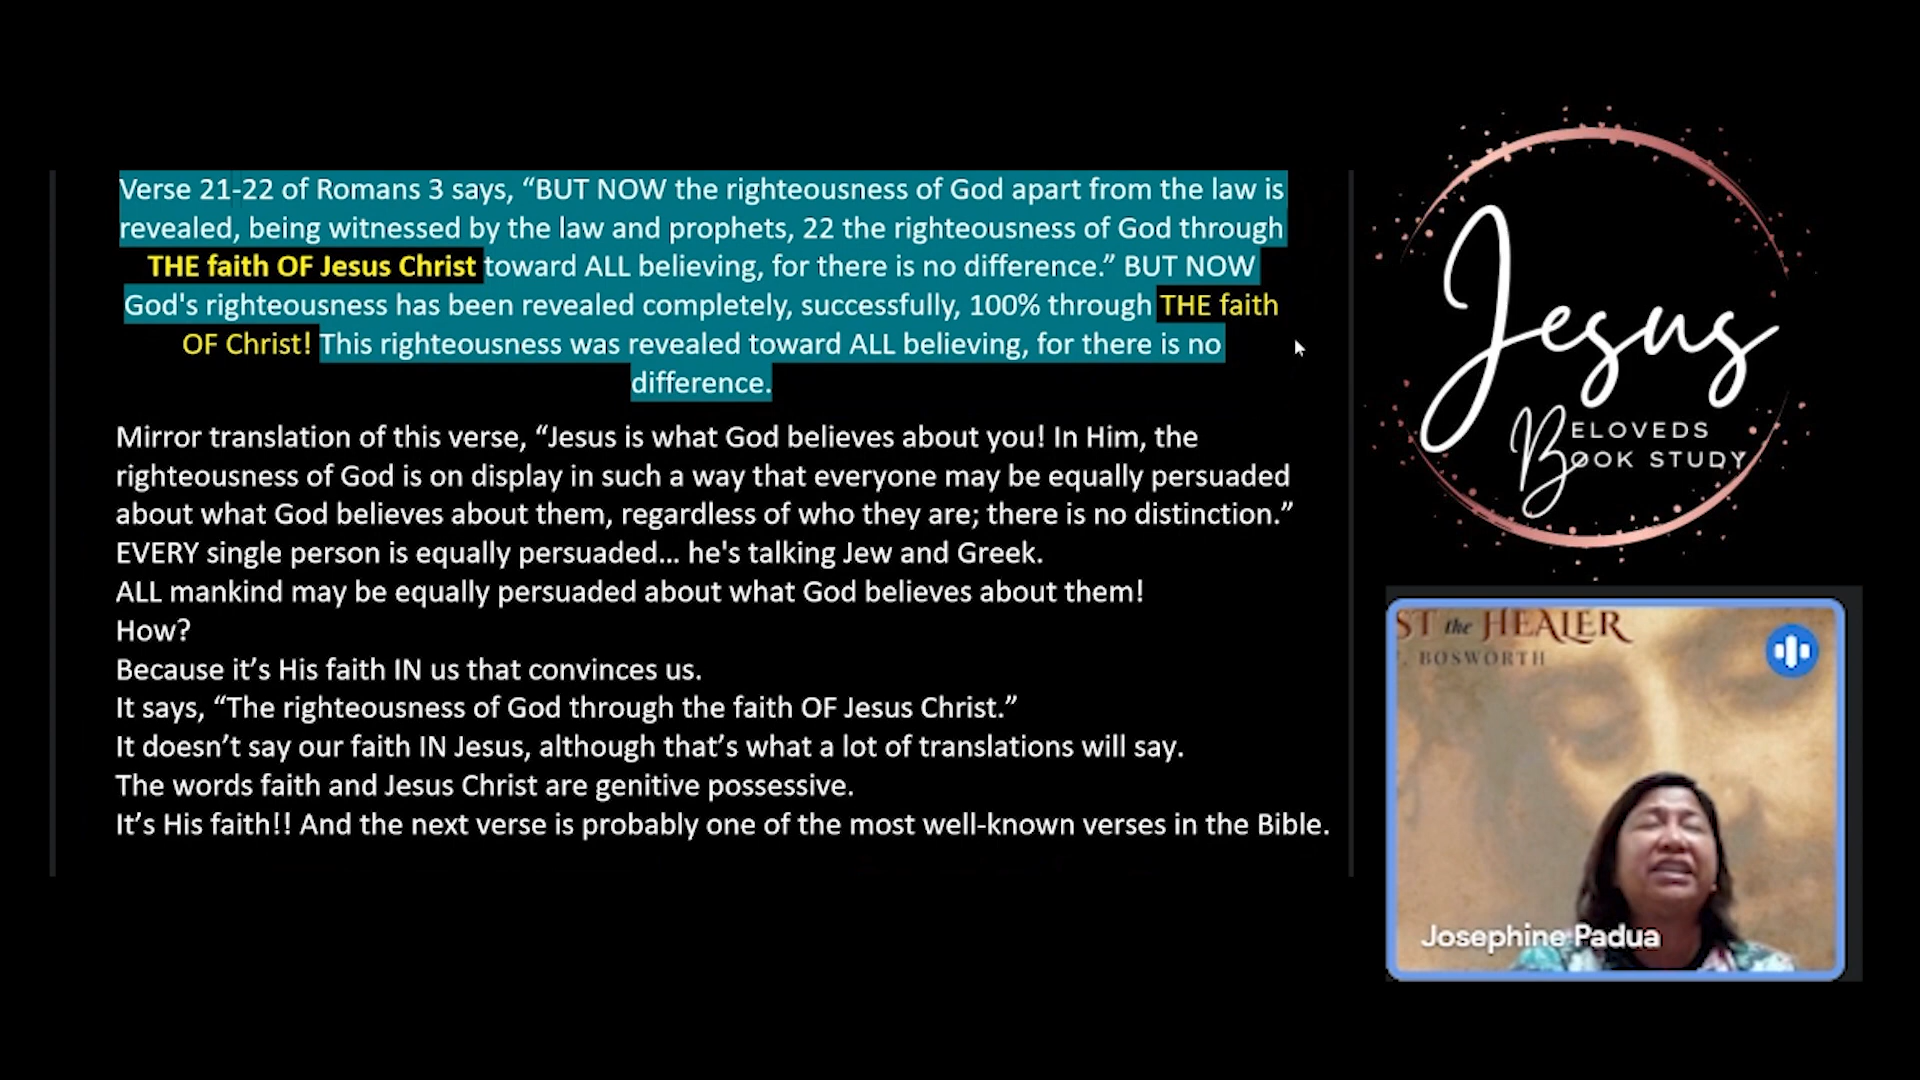 Verse 21-22 of Romans 3 says, “BUT NOW the righteousness of God apart from the law is
revealed, being witnessed by the law and prophets, 22 the righteousness of God through
THE faith OF Jesus Christ toward ALL believing, for there is no difference.” BUT NOW
God's righteousness has been revealed completely, successfully, 100% through THE faith
OF Christ! This righteousness was revealed toward ALL believing, for there is no
difference.
Mirror translation of this verse, “Jesus is what God believes about you! In Him, the
righteousness of God is on display in such a way that everyone may be equally persuaded
about what God believes about them, regardless of who they are; there is no distinction.”
EVERY single person is equally persuaded... he's talking Jew and Greek.
ALL mankind may be equally persuaded about what God believes about them!
How?
Because it’s His faith IN us that convinces us.
It says, “The righteousness of God through the faith OF Jesus Christ.”
It doesn’t say our faith IN Jesus, although that’s what a lot of translations will say.
The words faith and Jesus Christ are genitive possessive.
It’s His faith!! And the next verse is probably one of the most well-known verses in the Bible.
Jesus
BELOVEDS
BOOK STUDY
ST the HEALER
BOSWORTH
Josephine Padua